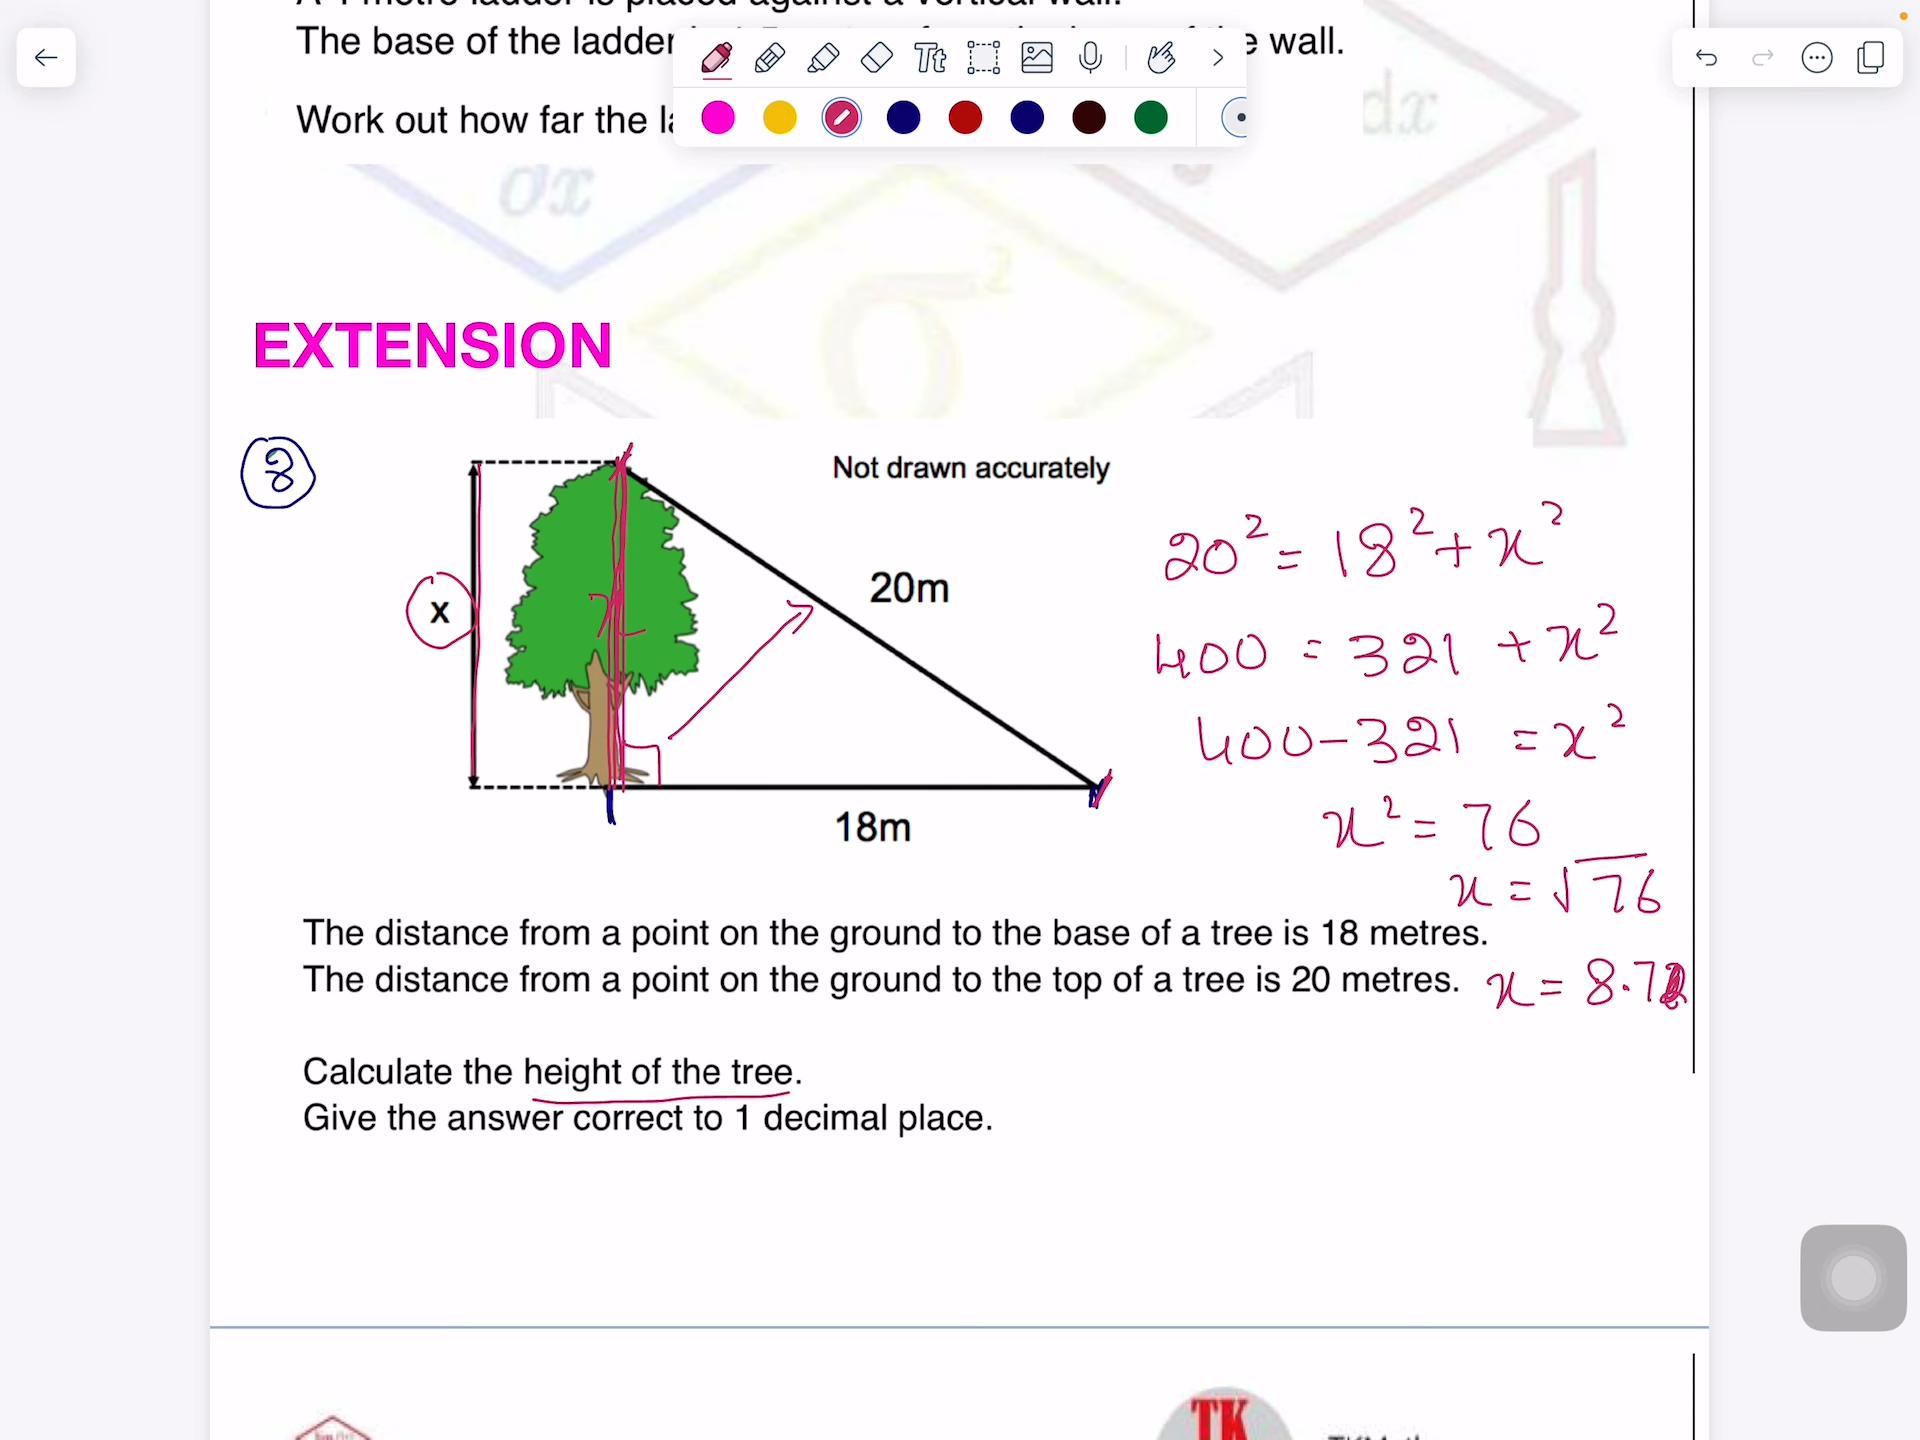 The base of the ladder
e wall.
Work out how far the la
dx
σ²
EXTENSION
8
Not drawn accurately
x
x
20m
18m
20² = 18² + x²
400 = 321 + x²
400 - 321 = x²
x² = 76
x = √76
The distance from a point on the ground to the base of a tree is 18 metres.
The distance from a point on the ground to the top of a tree is 20 metres.
x = 8.72
Calculate the height of the tree.
Give the answer correct to 1 decimal place.
TK